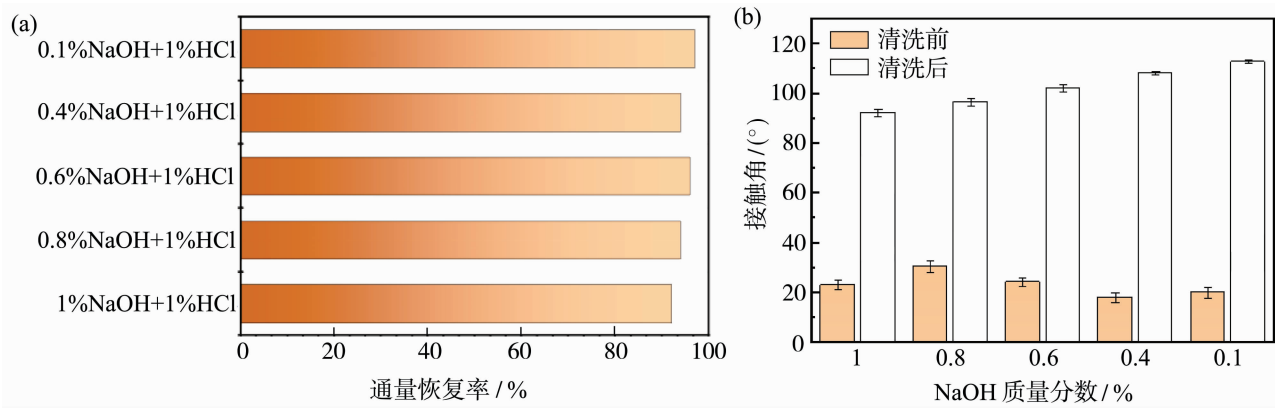 (a)
0.1%NaOH+1%HCl
0.4%NaOH+1%HCl
0.6%NaOH+1%HCl
0.8%NaOH+1%HCl
1%NaOH+1%HCl
0 20 40 60 80 100
通量恢复率/%
(b)
清洗前
清洗后
120
100
80
60
40
20
0
接触角/(°)
1 0.8 0.6 0.4 0.1
NaOH 质量分数/%